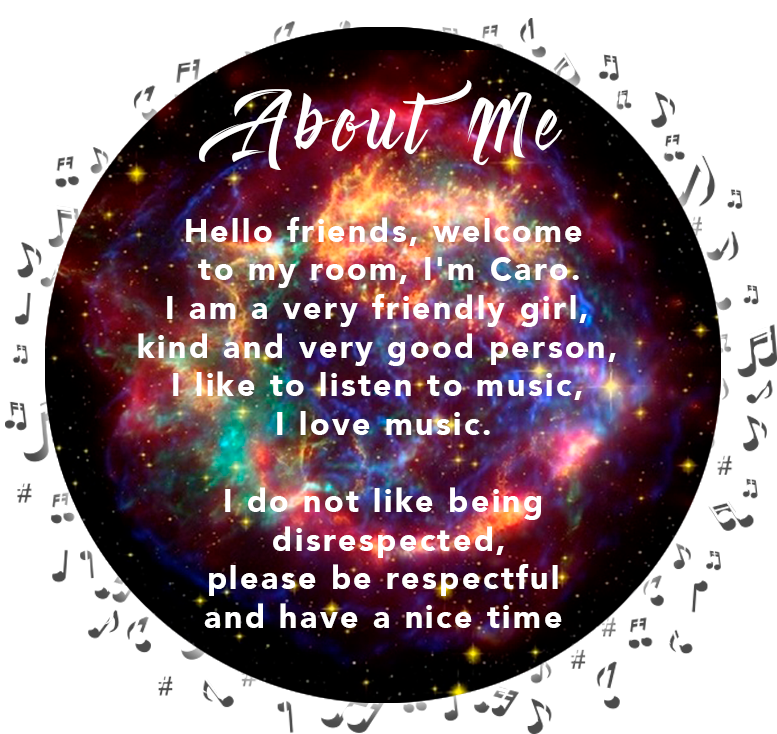 About Me
Hello friends, welcome
to my room, I'm Caro.
I am a very friendly girl,
kind and very good person,
I like to listen to music,
I love music.
I do not like being
disrespected,
please be respectful
and have a nice time